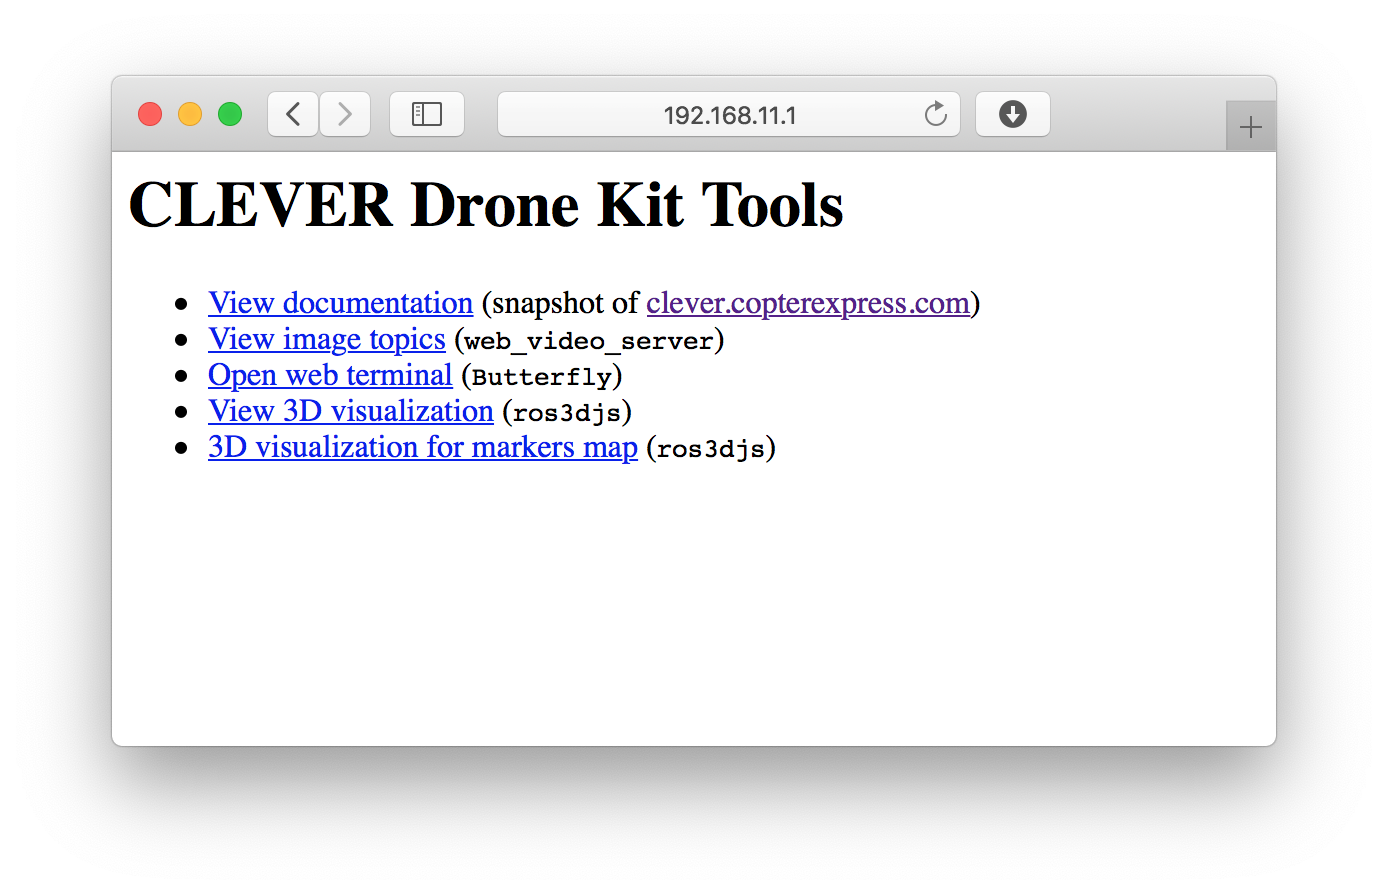 192.168.11.1
CLEVER Drone Kit Tools
View documentation (snapshot of clever.copterexpress.com)
View image topics (web_video_server)
Open web terminal (Butterfly)
View 3D visualization (ros3djs)
3D visualization for markers map (ros3djs)